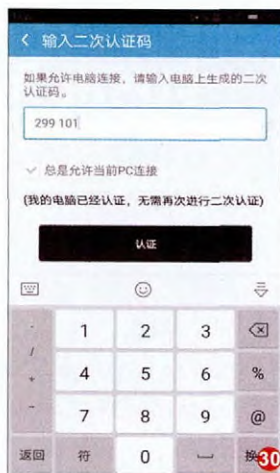 输入二次认证码
如果允许电脑连接，请输入电脑上生成的二次
认证码。
299 101
总是允许当前PC连接
(我的电脑已经认证，无需再次进行二次认证)
认证
1 2 3
/
4 5 6 %
+
-
7 8 9 @
返回 符 0 换
30